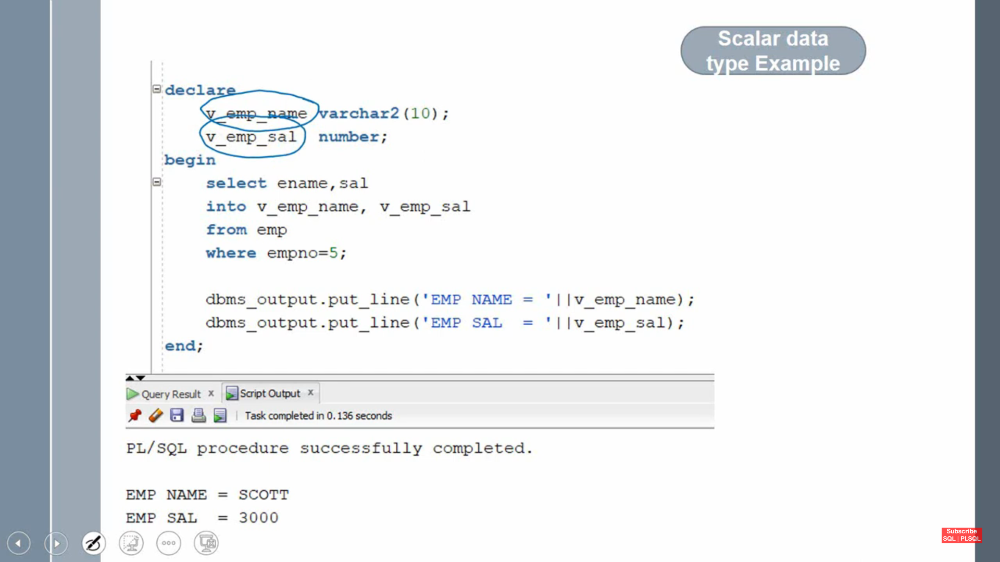 Scalar data
type Example
declare
v_emp_name varchar2(10);
v_emp_sal number;
begin
select ename,sal
into v_emp_name, v_emp_sal
from emp
where empno=5;
dbms_output.put_line('EMP NAME = '||v_emp_name);
dbms_output.put_line('EMP SAL  = '||v_emp_sal);
end;
Query Result x Script Output x
Task completed in 0.136 seconds
PL/SQL procedure successfully completed.
EMP NAME = SCOTT
EMP SAL  = 3000
Subscribe
SQL | PLSQL